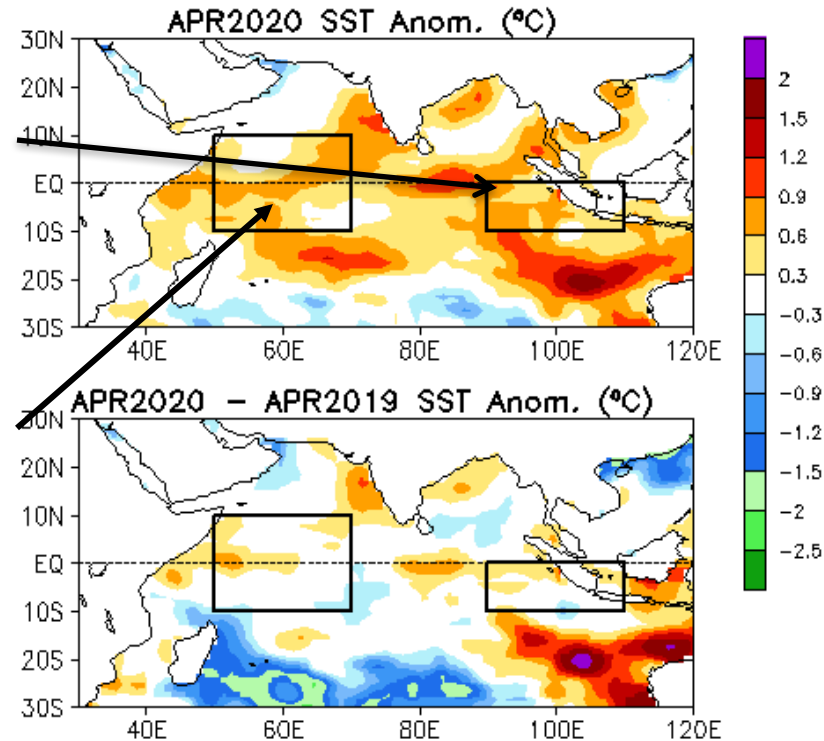 APR2020 SST Anom. (ºC)
30N
20N
10N
EQ
10S
20S
30S
40E 60E 80E 100E 120E
APR2020 – APR2019 SST Anom. (ºC)
30N
20N
10N
EQ
10S
20S
30S
40E 60E 80E 100E 120E
2
1.5
1.2
0.9
0.6
0.3
−0.3
−0.6
−0.9
−1.2
−1.5
−2
−2.5